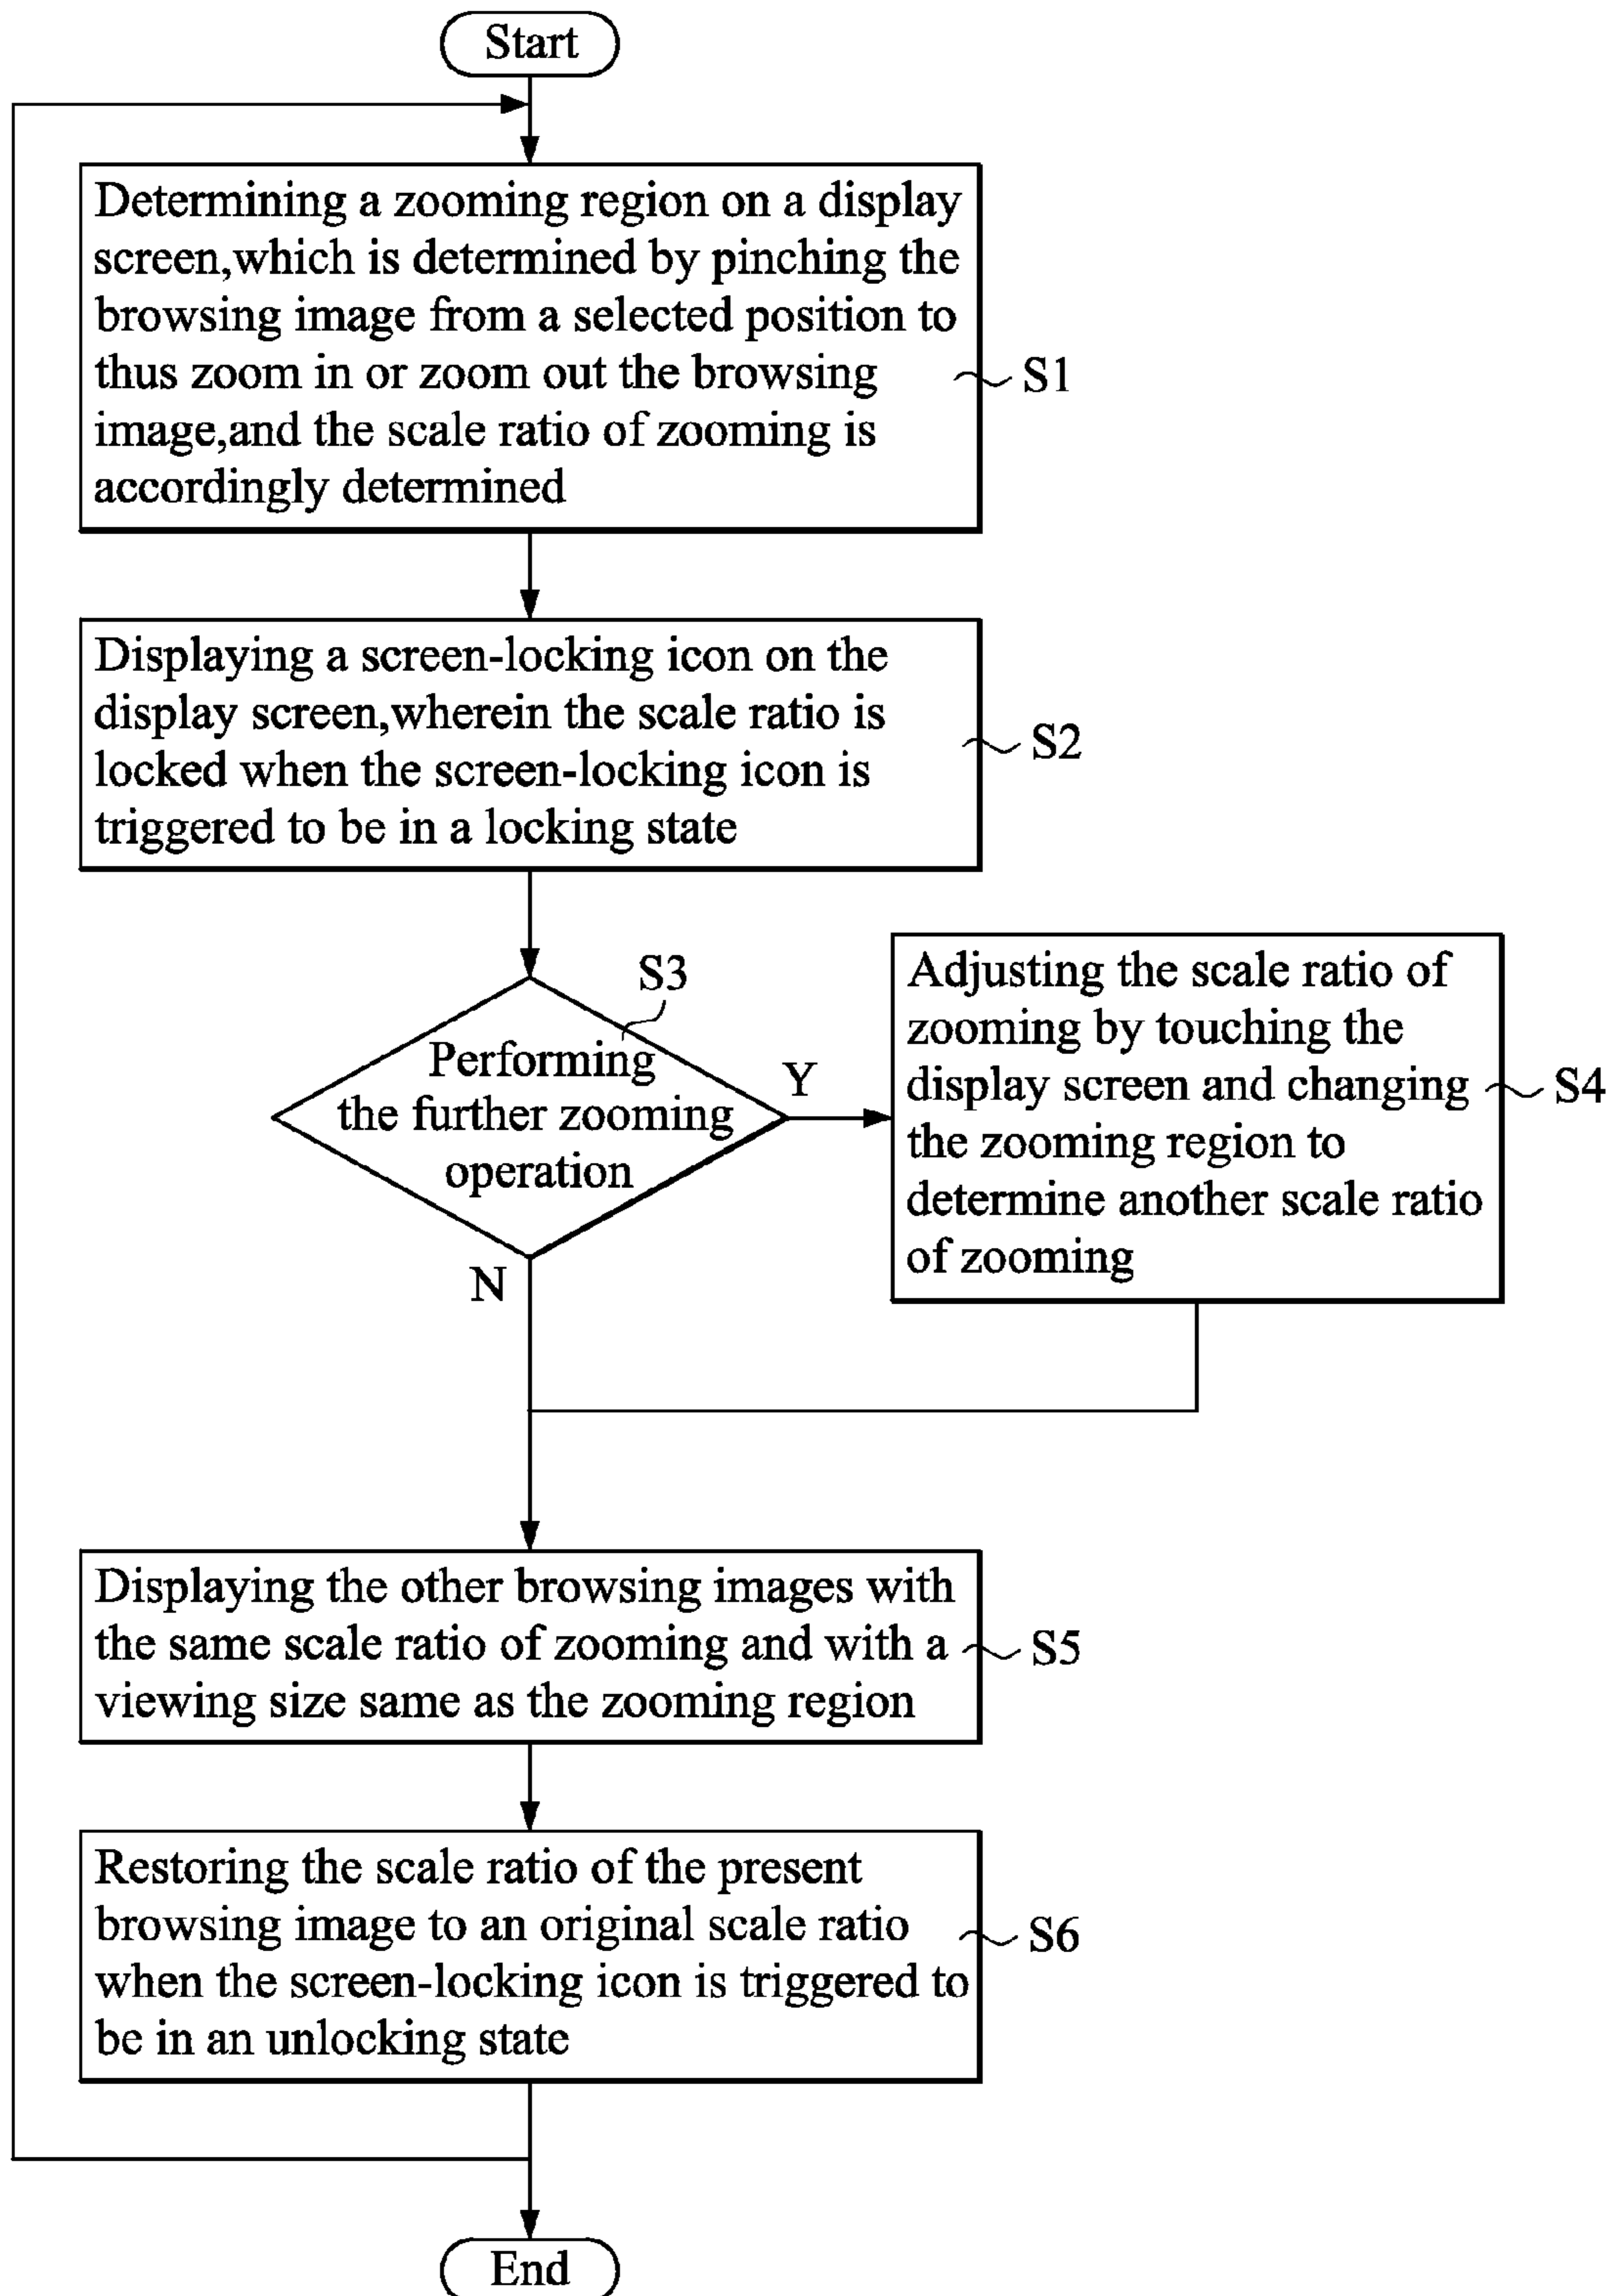 Start
Determining a zooming region on a display
screen,which is determined by pinching the
browsing image from a selected position to
thus zoom in or zoom out the browsing
image,and the scale ratio of zooming is
accordingly determined
S1
Displaying a screen-locking icon on the
display screen,wherein the scale ratio is
locked when the screen-locking icon is
triggered to be in a locking state
S2
S3
Performing
the further zooming
operation
Y
N
Adjusting the scale ratio of
zooming by touching the
display screen and changing
the zooming region to
determine another scale ratio
of zooming
S4
Displaying the other browsing images with
the same scale ratio of zooming and with a
viewing size same as the zooming region
S5
Restoring the scale ratio of the present
browsing image to an original scale ratio
when the screen-locking icon is triggered to
be in an unlocking state
S6
End